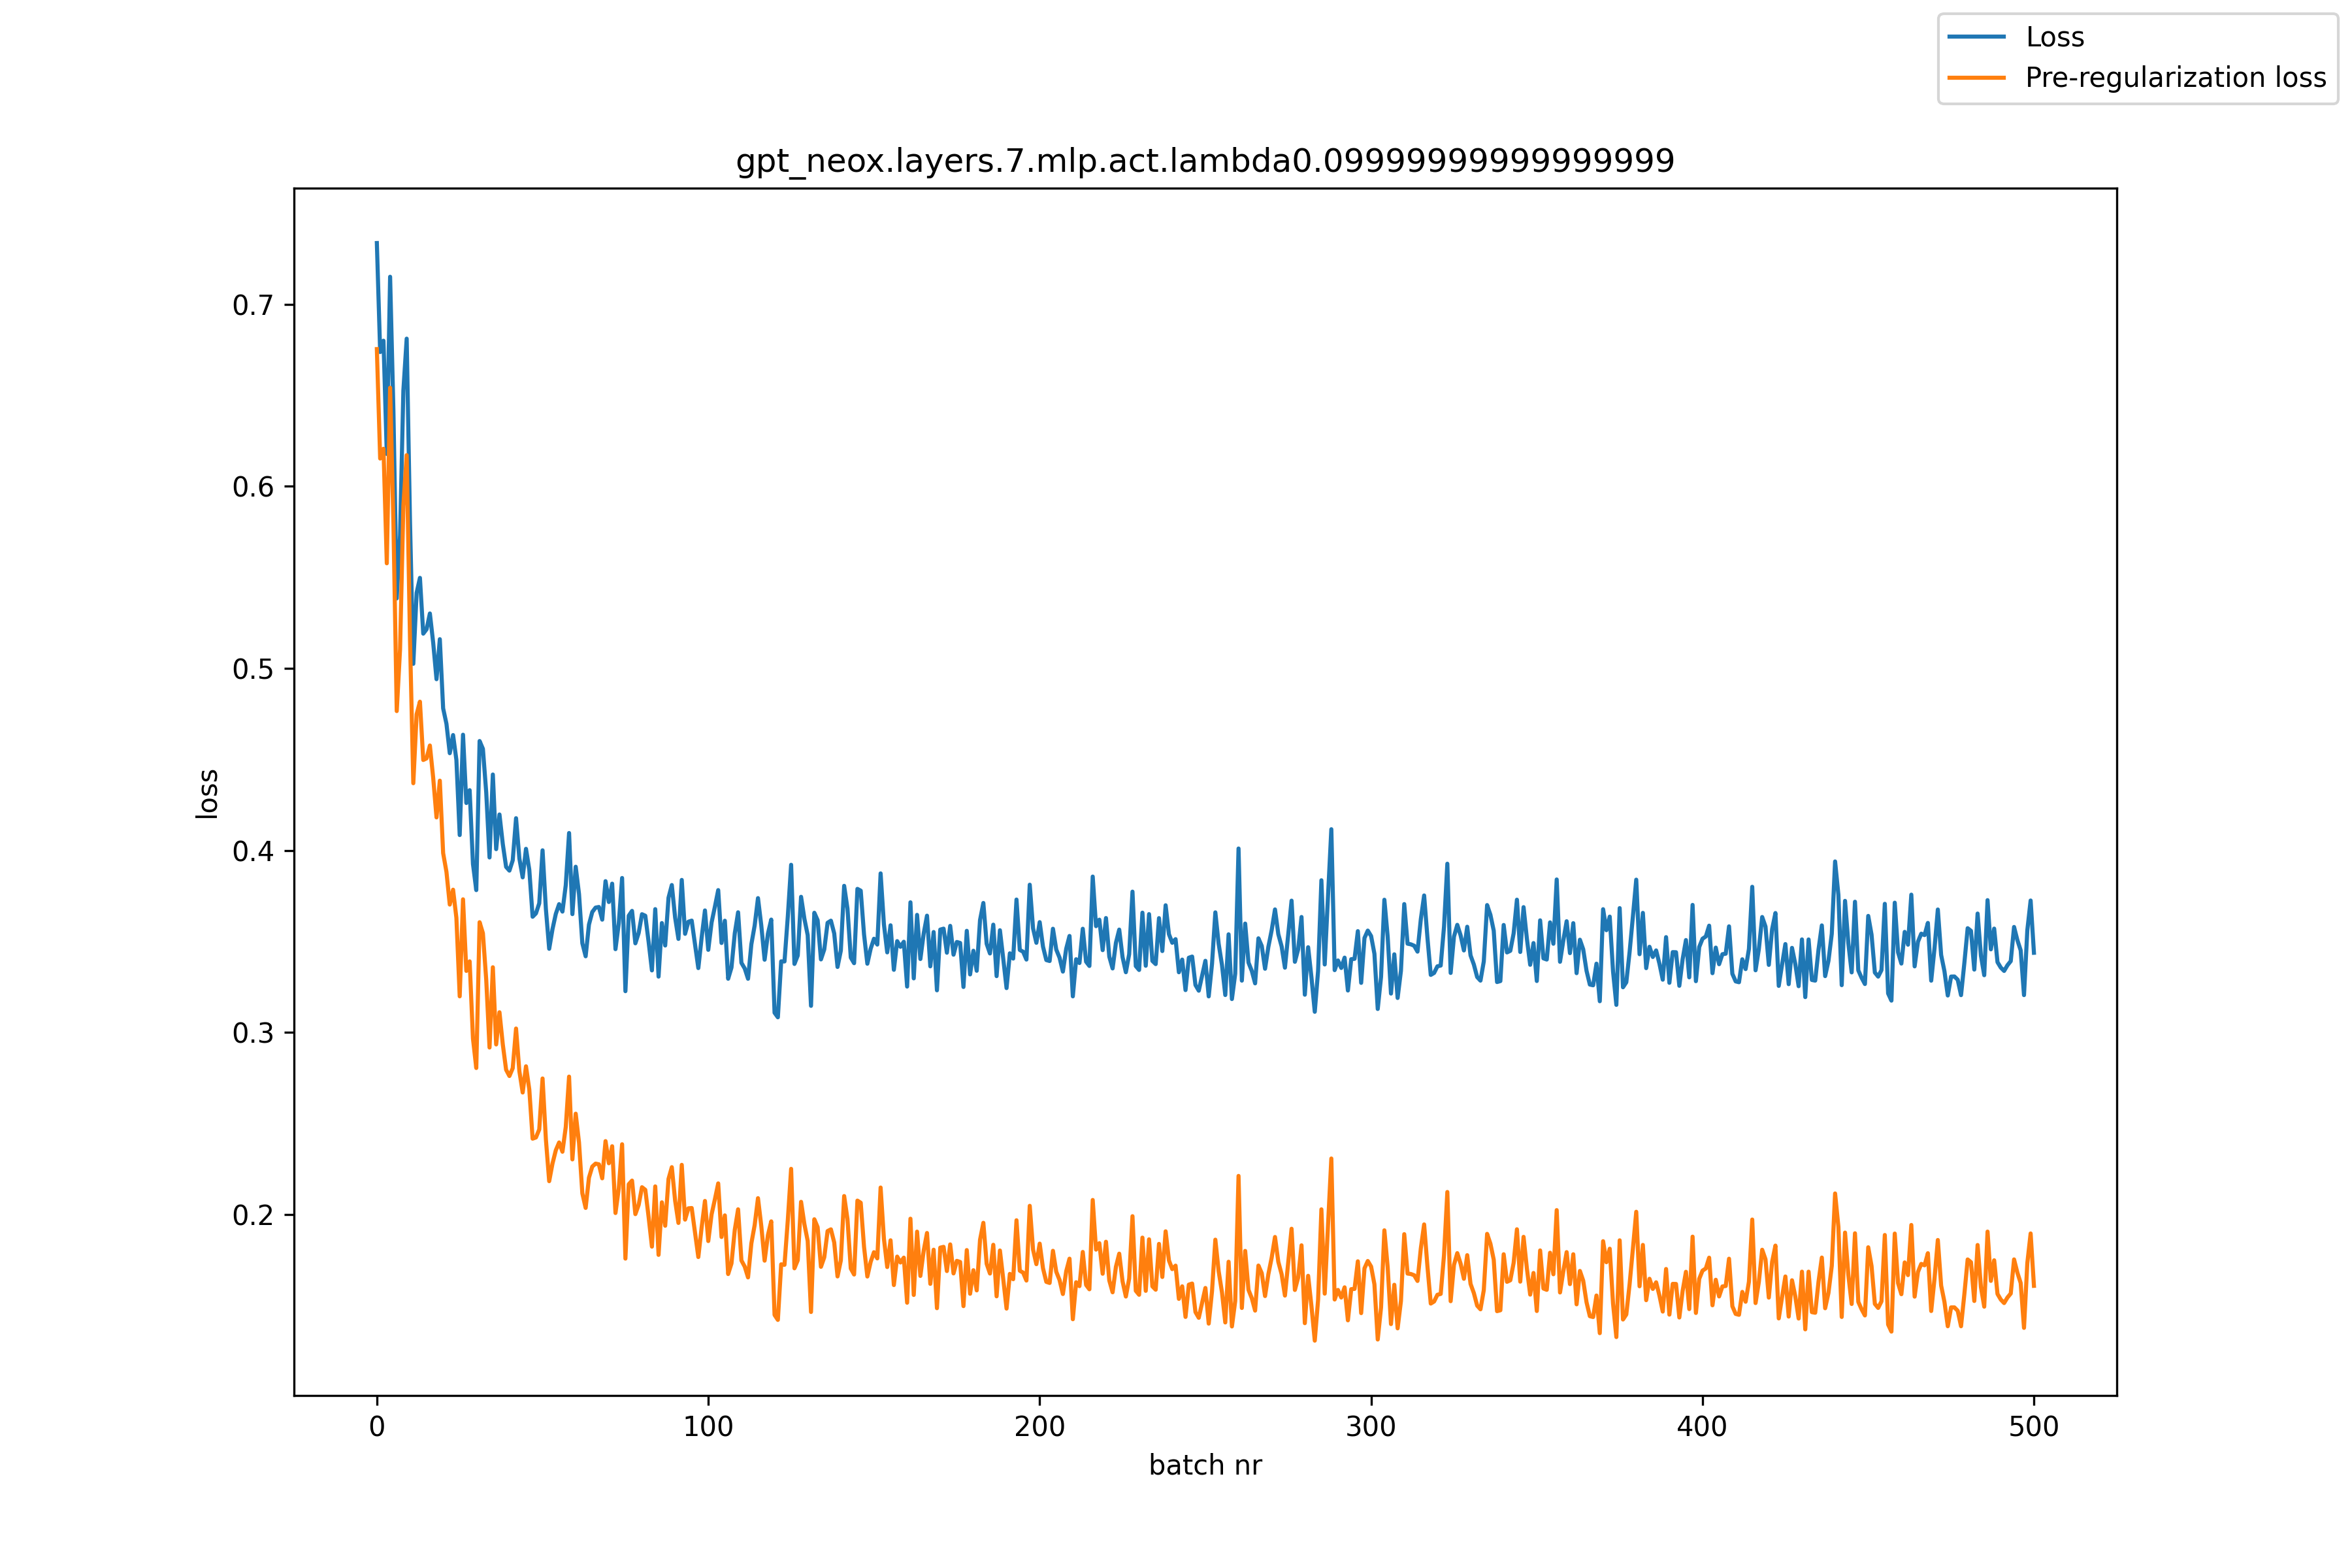 Loss
Pre-regularization loss
gpt_neox.layers.7.mlp.act.lambda0.09999999999999999
0.7
0.6
0.5
0.4
0.3
0.2
loss
0 100 200 300 400 500
batch nr